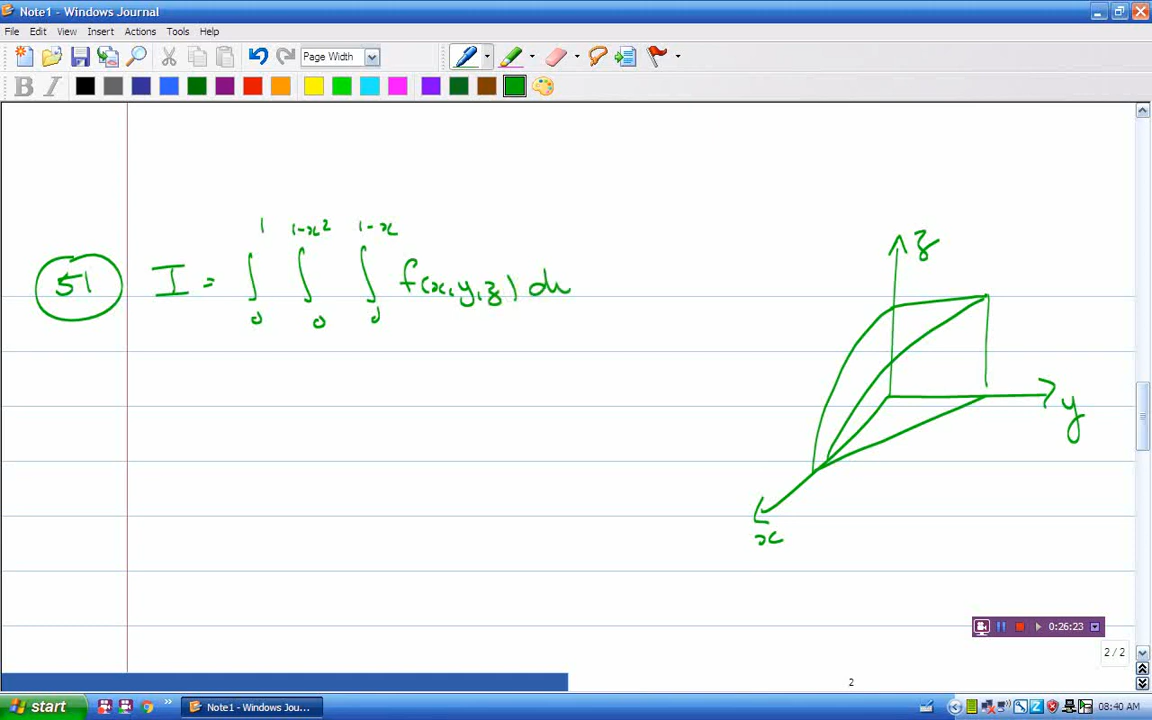 Note1 - Windows Journal
File Edit View Insert Actions Tools Help
Page Width
B I
51 I = ∫₀¹ ∫₀^{1-x²} ∫₀^{1-x} f(x,y,z) dv
z
y
x
0:26:23
2 / 2
2
start » Note1 - Windows Jou... 08:40 AM